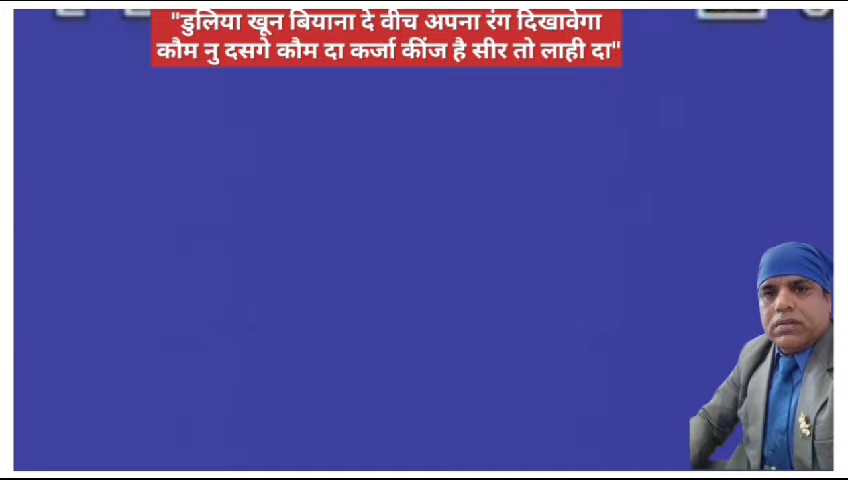 "डुलिया खून बियाना दे वीच अपना रंग दिखावेगा
कौम नु दसगे कौम दा कर्जा कींज है सीर तो लाही दा"